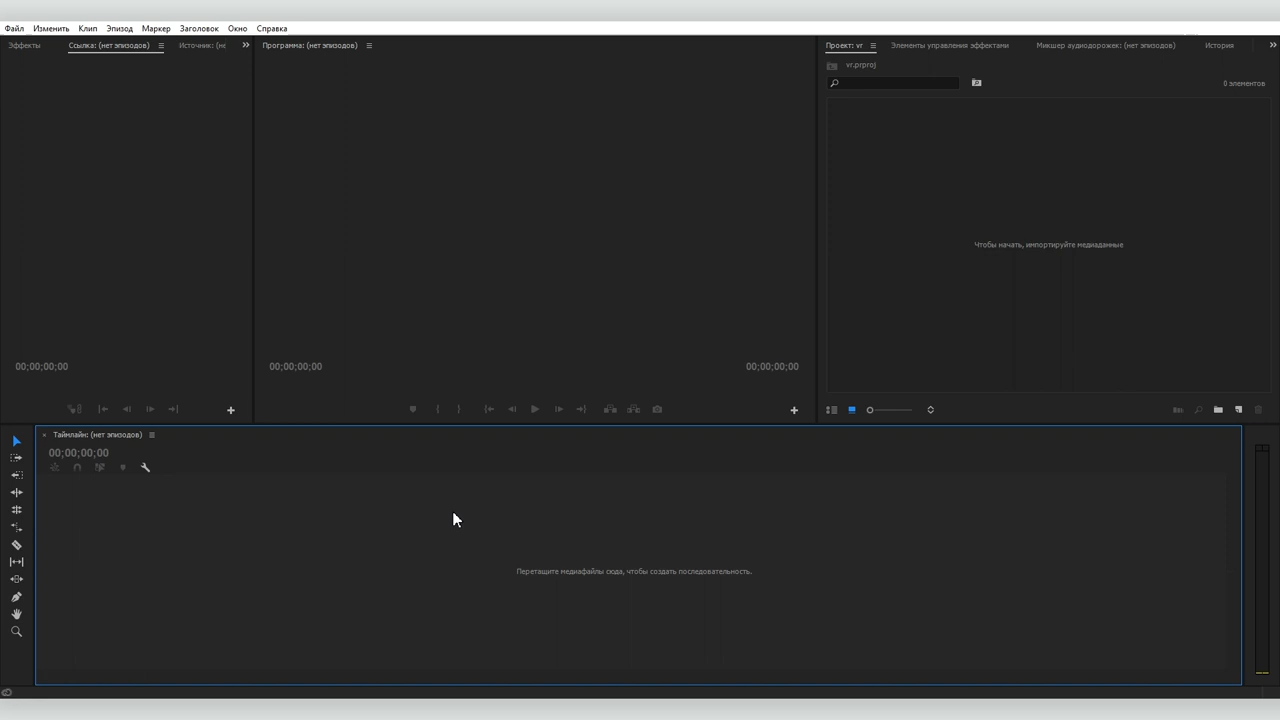 Файл Изменить Клип Эпизод Маркер Заголовок Окно Справка
Эффекты Ссылка: (нет эпизодов) Источник: (не Программа: (нет эпизодов) Проект: vr Элементы управления эффектами Микшер аудиодорожек: (нет эпизодов) История
vr.prproj
0 элементов
Чтобы начать, импортируйте медиаданные
00;00;00;00 00;00;00;00 00;00;00;00
Таймлайн: (нет эпизодов)
00;00;00;00
Перетащите медиафайлы сюда, чтобы создать последовательность.